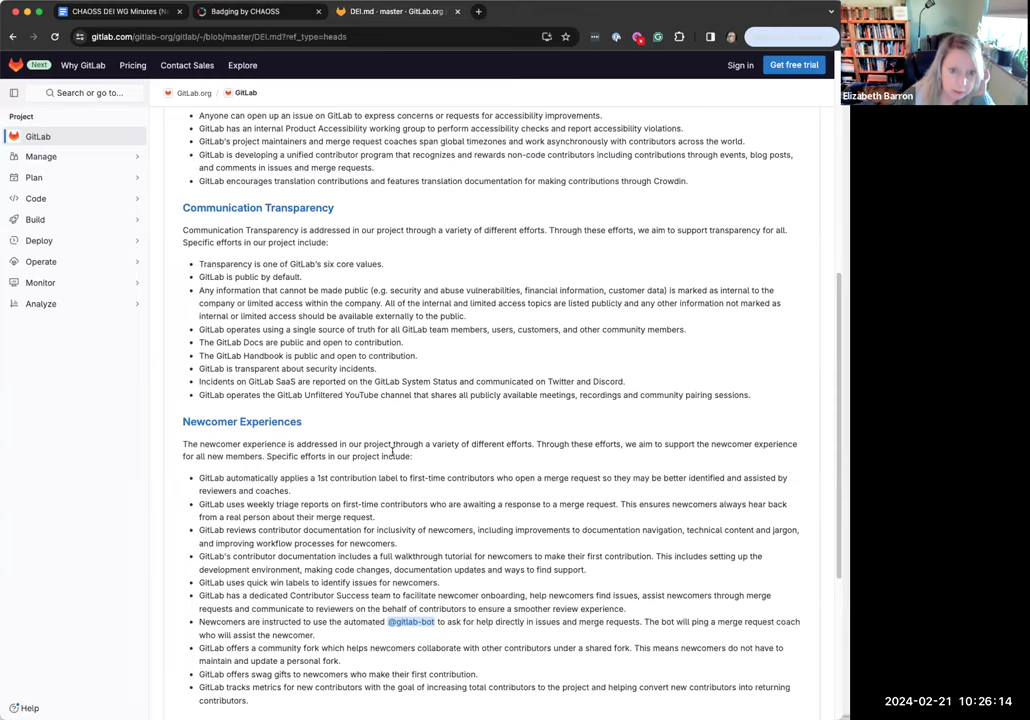 CHAOSS DEI WG Minutes (N
Badging by CHAOSS
DEI.md · master · GitLab.org
gitlab.com/gitlab-org/gitlab/-/blob/master/DEI.md?ref_type=heads
Elizabeth Barron
Next
Why GitLab
Pricing
Contact Sales
Explore
Sign in
Get free trial
Search or go to...
GitLab.org / GitLab
Project
GitLab
Manage
Plan
Code
Build
Deploy
Operate
Monitor
Analyze
Help
Anyone can open up an issue on GitLab to express concerns or requests for accessibility improvements.
GitLab has an internal Product Accessibility working group to perform accessibility checks and report accessibility violations.
GitLab's project maintainers and merge request coaches span global timezones and work asynchronously with contributors across the world.
GitLab is developing a unified contributor program that recognizes and rewards non-code contributors including contributions through events, blog posts,
and comments in issues and merge requests.
GitLab encourages translation contributions and features translation documentation for making contributions through Crowdin.
Communication Transparency
Communication Transparency is addressed in our project through a variety of different efforts. Through these efforts, we aim to support transparency for all.
Specific efforts in our project include:
Transparency is one of GitLab's six core values.
GitLab is public by default.
Any information that cannot be made public (e.g. security and abuse vulnerabilities, financial information, customer data) is marked as internal to the
company or limited access within the company. All of the internal and limited access topics are listed publicly and any other information not marked as
internal or limited access should be available externally to the public.
GitLab operates using a single source of truth for all GitLab team members, users, customers, and other community members.
The GitLab Docs are public and open to contribution.
The GitLab Handbook is public and open to contribution.
GitLab is transparent about security incidents.
Incidents on GitLab SaaS are reported on the GitLab System Status and communicated on Twitter and Discord.
GitLab operates the GitLab Unfiltered YouTube channel that shares all publicly available meetings, recordings and community pairing sessions.
Newcomer Experiences
The newcomer experience is addressed in our project through a variety of different efforts. Through these efforts, we aim to support the newcomer experience
for all new members. Specific efforts in our project include:
GitLab automatically applies a 1st contribution label to first-time contributors who open a merge request so they may be better identified and assisted by
reviewers and coaches.
GitLab uses weekly triage reports on first-time contributors who are awaiting a response to a merge request. This ensures newcomers always hear back
from a real person about their merge request.
GitLab reviews contributor documentation for inclusivity of newcomers, including improvements to documentation navigation, technical content and jargon,
and improving workflow processes for newcomers.
GitLab's contributor documentation includes a full walkthrough tutorial for newcomers to make their first contribution. This includes setting up the
development environment, making code changes, documentation updates and ways to find support.
GitLab uses quick win labels to identify issues for newcomers.
GitLab has a dedicated Contributor Success team to facilitate newcomer onboarding, help newcomers find issues, assist newcomers through merge
requests and communicate to reviewers on the behalf of contributors to ensure a smoother review experience.
Newcomers are instructed to use the automated @gitlab-bot to ask for help directly in issues and merge requests. The bot will ping a merge request coach
who will assist the newcomer.
GitLab offers a community fork which helps newcomers collaborate with other contributors under a shared fork. This means newcomers do not have to
maintain and update a personal fork.
GitLab offers swag gifts to newcomers who make their first contribution.
GitLab tracks metrics for new contributors with the goal of increasing total contributors to the project and helping convert new contributors into returning
contributors.
2024-02-21 10:26:14